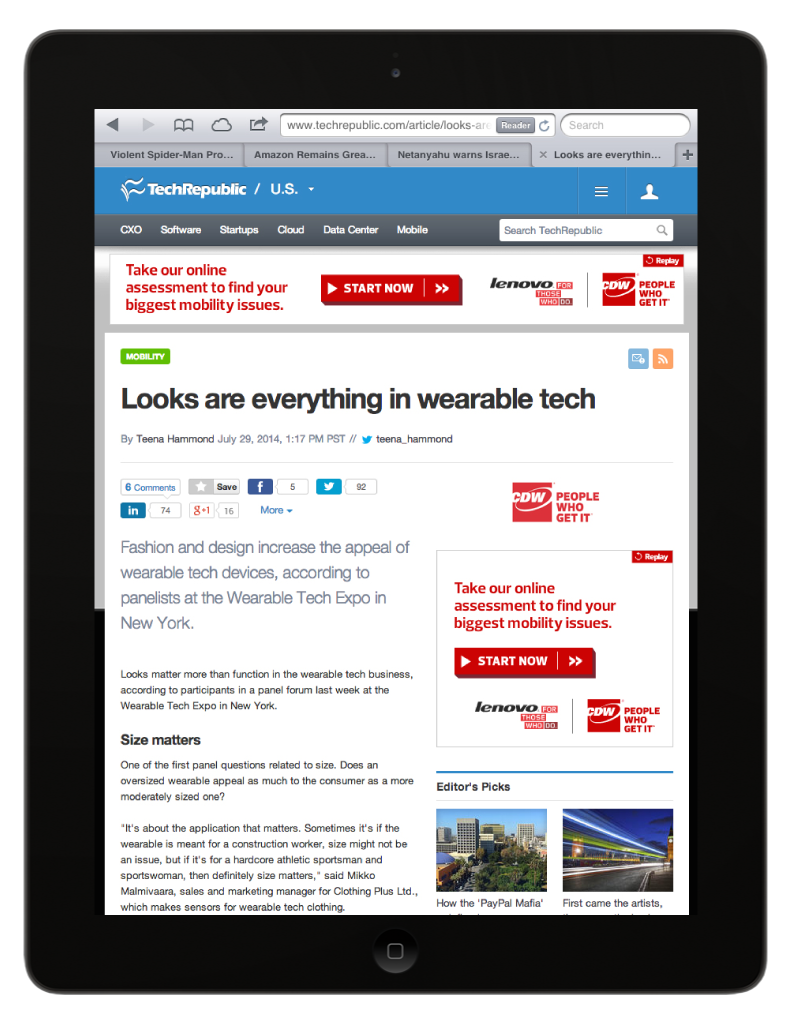 www.techrepublic.com/article/looks-are
Reader
Search
Violent Spider-Man Pro...
Amazon Remains Grea...
Netanyahu warns Israe...
Looks are everythin...
TechRepublic / U.S.
CXO Software Startups Cloud Data Center Mobile
Search TechRepublic
Replay
Take our online
assessment to find your
biggest mobility issues.
START NOW
lenovo FOR THOSE WHO DO.
CDW PEOPLE WHO GET IT
MOBILITY
Looks are everything in wearable tech
By Teena Hammond July 29, 2014, 1:17 PM PST // teena_hammond
6 Comments Save f 5 92
in 74 g+1 16 More
CDW PEOPLE WHO GET IT
Fashion and design increase the appeal of
wearable tech devices, according to
panelists at the Wearable Tech Expo in
New York.
Looks matter more than function in the wearable tech business,
according to participants in a panel forum last week at the
Wearable Tech Expo in New York.
Size matters
One of the first panel questions related to size. Does an
oversized wearable appeal as much to the consumer as a more
moderately sized one?
"It's about the application that matters. Sometimes it's if the
wearable is meant for a construction worker, size might not be
an issue, but if it's for a hardcore athletic sportsman and
sportswoman, then definitely size matters," said Mikko
Malmivaara, sales and marketing manager for Clothing Plus Ltd.,
which makes sensors for wearable tech clothing.
Replay
Take our online
assessment to find your
biggest mobility issues.
START NOW
lenovo FOR THOSE WHO DO.
CDW PEOPLE WHO GET IT
Editor's Picks
How the 'PayPal Mafia'
First came the artists,